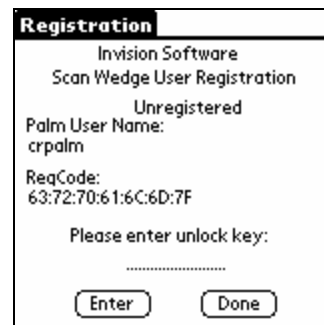 Registration
Invision Software
Scan Wedge User Registration
Unregistered
Palm User Name:
crpalm
RegCode:
63:72:70:61:6C:6D:7F
Please enter unlock key:
Enter Done